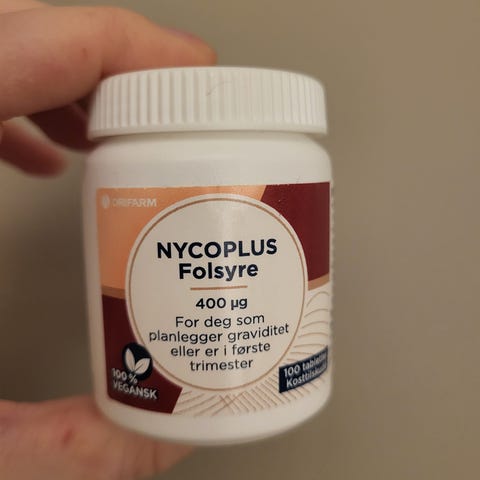 ORIFARM
NYCOPLUS
Folsyre
400 µg
For deg som
planlegger graviditet
eller er i første
trimester
100%
VEGANSK
100 tabletter
Kosttilskudd